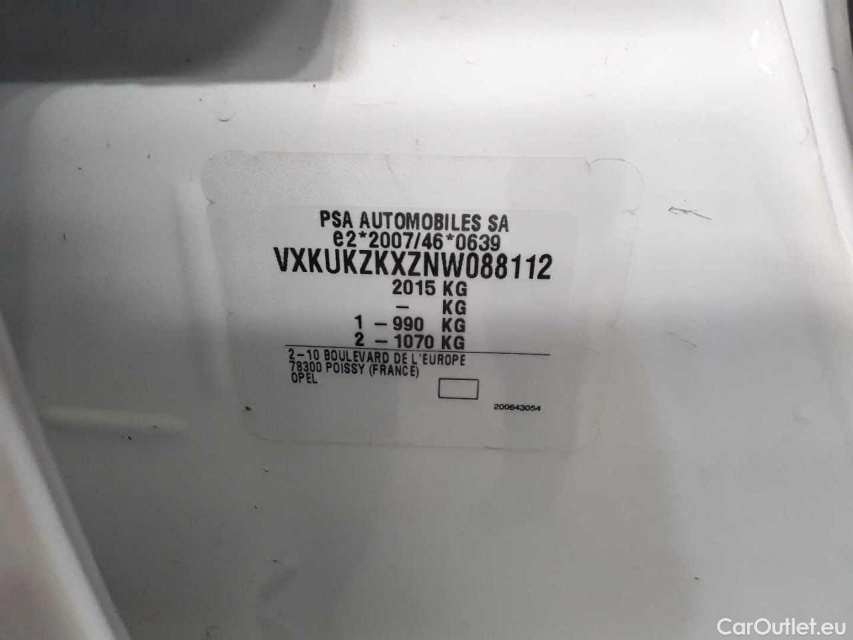 PSA AUTOMOBILES SA
e2*2007/46*0639
VXKUKZKXZNW088112
2015 KG
– KG
1 – 990 KG
2 – 1070 KG
2–10 BOULEVARD DE L'EUROPE
78300 POISSY (FRANCE)
OPEL
200643054
CarOutlet.eu